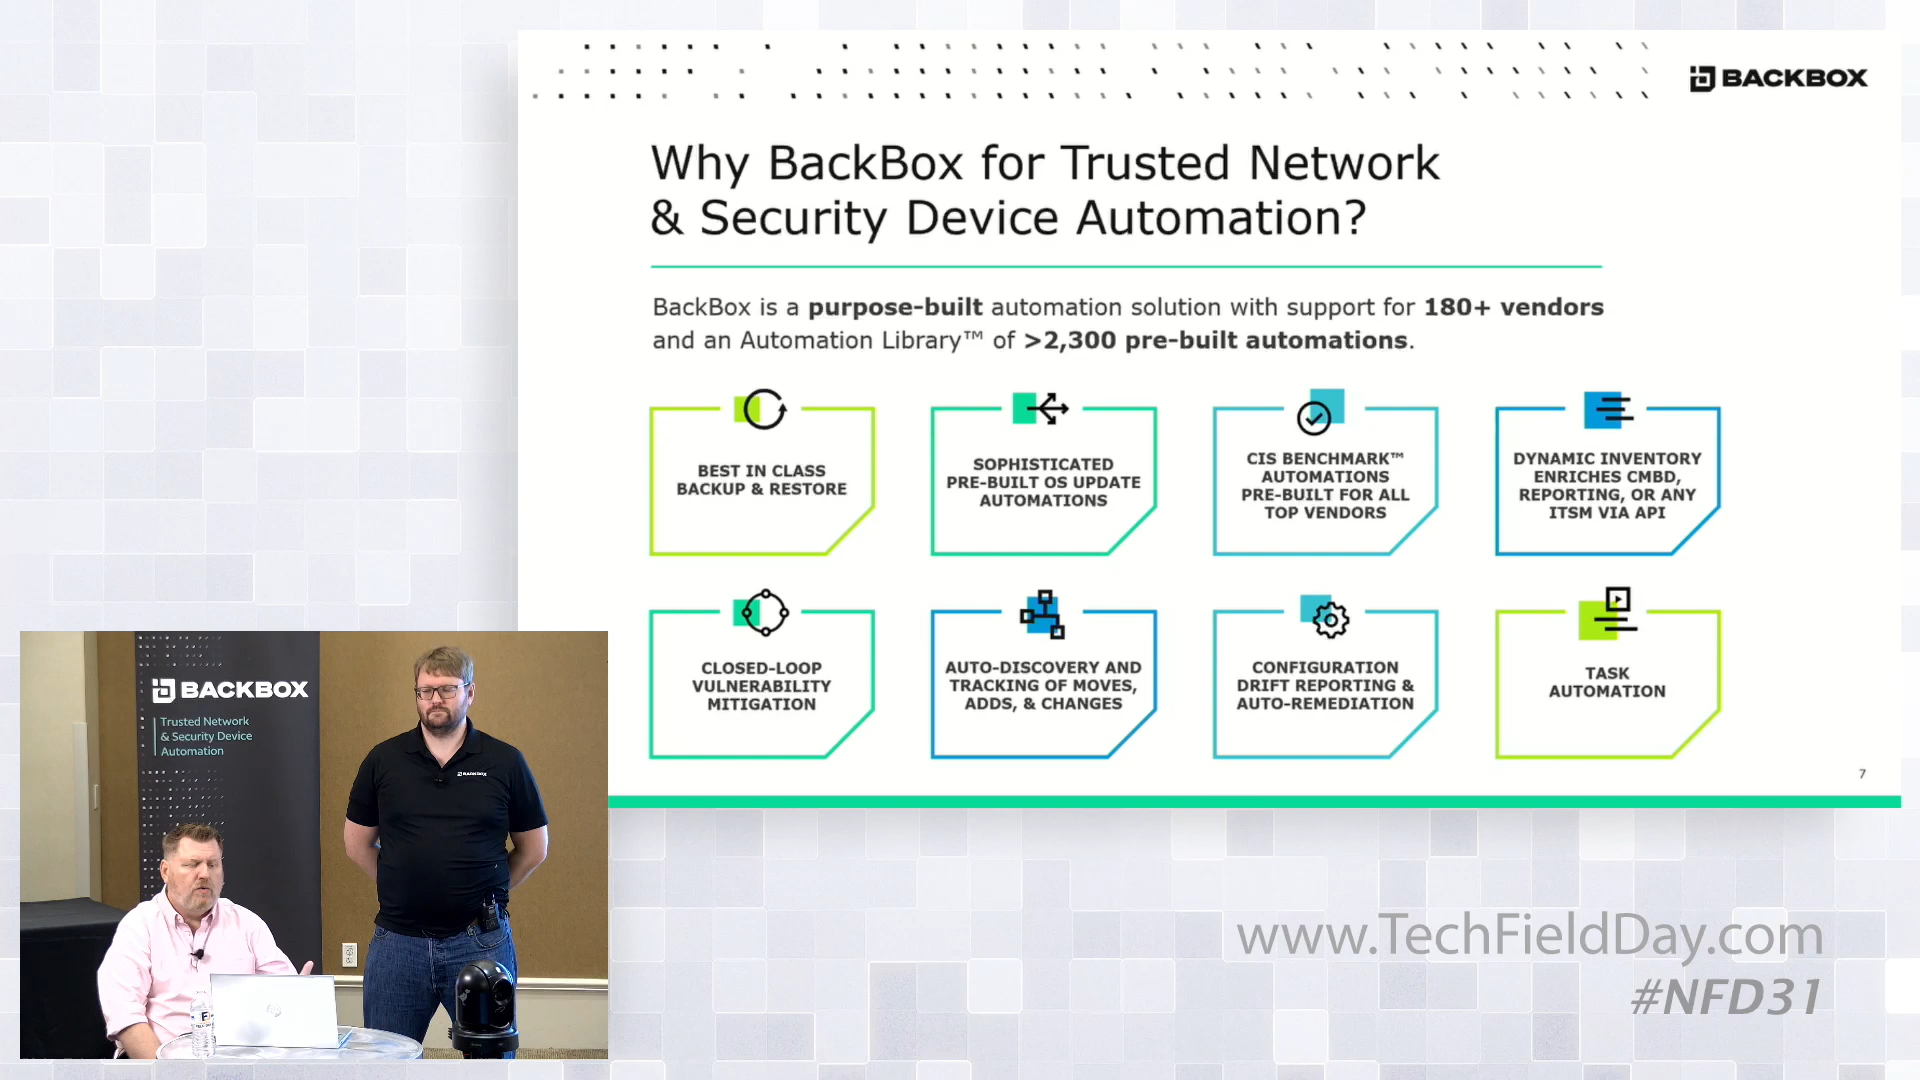 BACKBOX
Why BackBox for Trusted Network
& Security Device Automation?
BackBox is a purpose-built automation solution with support for 180+ vendors
and an Automation Library™ of >2,300 pre-built automations.
BEST IN CLASS
BACKUP & RESTORE
SOPHISTICATED
PRE-BUILT OS UPDATE
AUTOMATIONS
CIS BENCHMARK™
AUTOMATIONS
PRE-BUILT FOR ALL
TOP VENDORS
DYNAMIC INVENTORY
ENRICHES CMBD,
REPORTING, OR ANY
ITSM VIA API
CLOSED-LOOP
VULNERABILITY
MITIGATION
AUTO-DISCOVERY AND
TRACKING OF MOVES,
ADDS, & CHANGES
CONFIGURATION
DRIFT REPORTING &
AUTO-REMEDIATION
TASK
AUTOMATION
7
BACKBOX
Trusted Network
& Security Device
Automation
BACKBOX
www.TechFieldDay.com
#NFD31